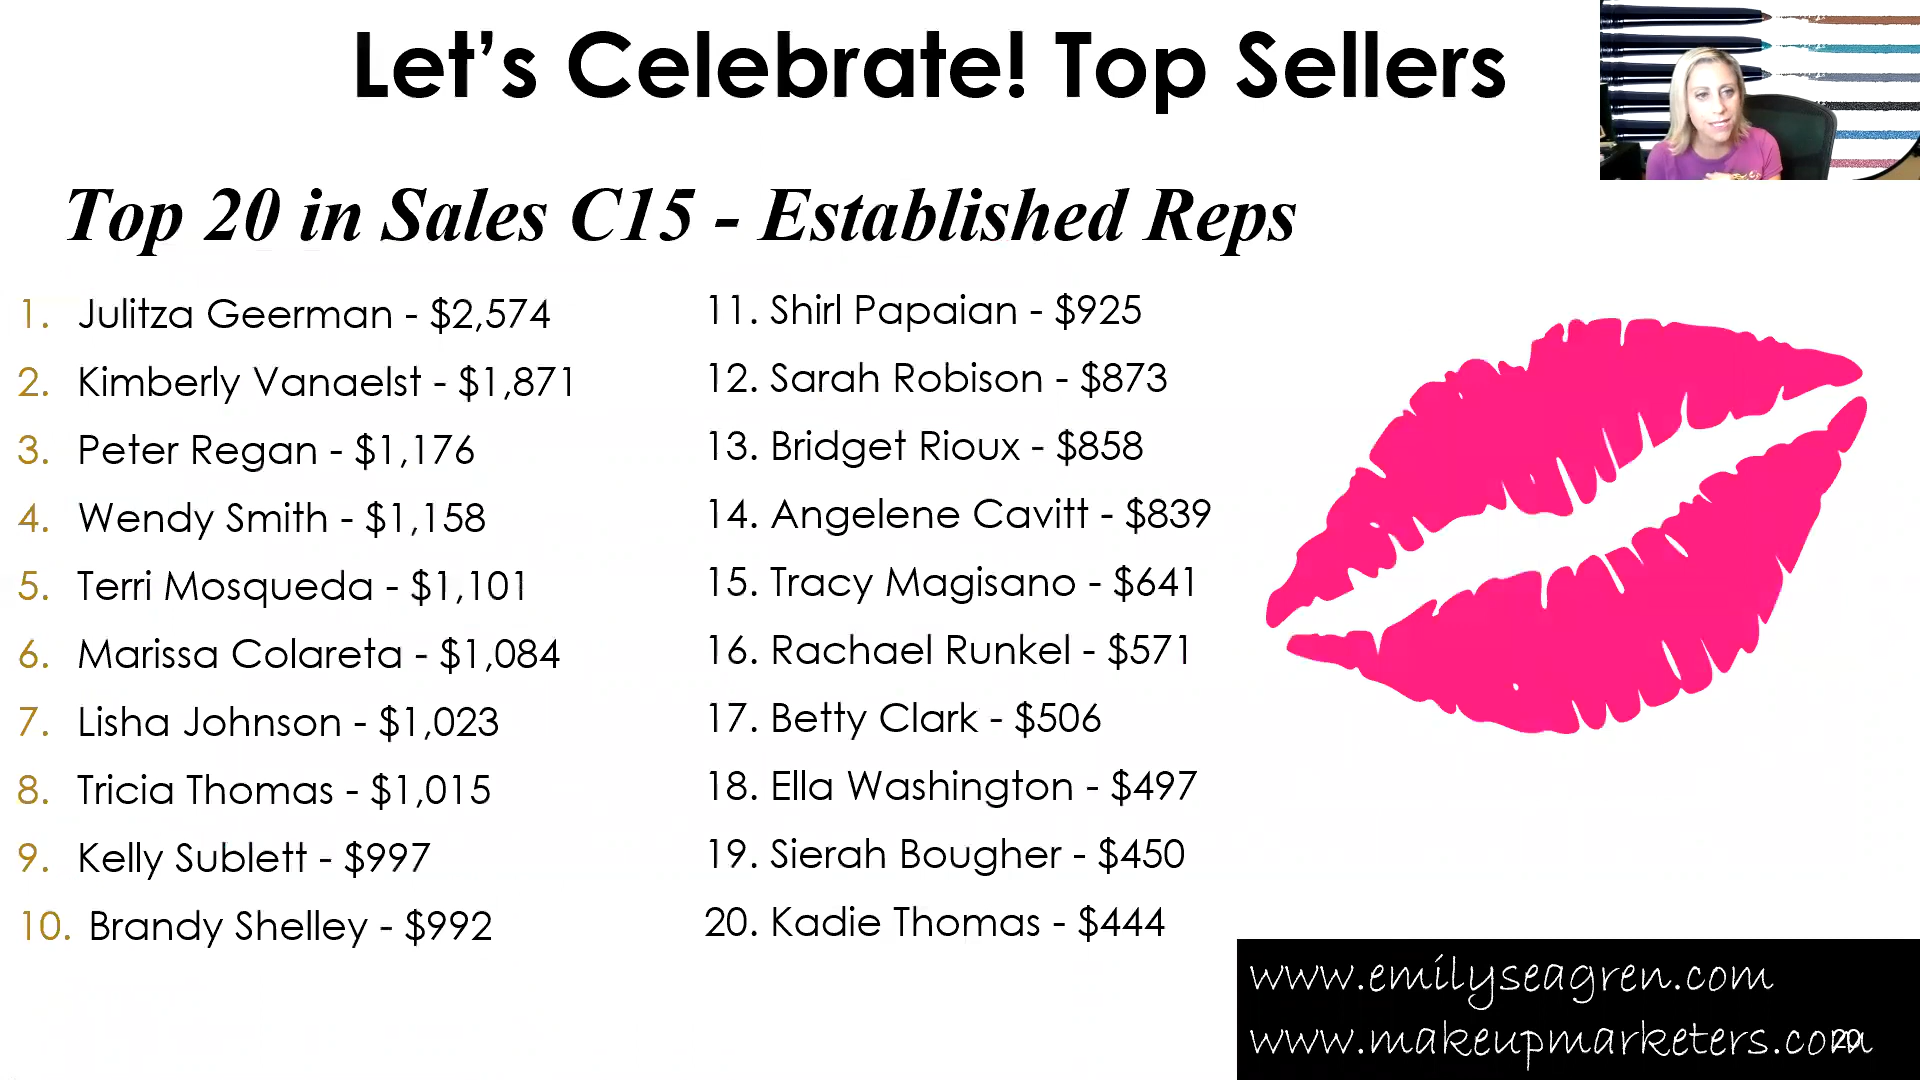 Let's Celebrate! Top Sellers
Top 20 in Sales C15 - Established Reps
1. Julitza Geerman - $2,574
2. Kimberly Vanaelst - $1,871
3. Peter Regan - $1,176
4. Wendy Smith - $1,158
5. Terri Mosqueda - $1,101
6. Marissa Colareta - $1,084
7. Lisha Johnson - $1,023
8. Tricia Thomas - $1,015
9. Kelly Sublett - $997
10. Brandy Shelley - $992
11. Shirl Papaian - $925
12. Sarah Robison - $873
13. Bridget Rioux - $858
14. Angelene Cavitt - $839
15. Tracy Magisano - $641
16. Rachael Runkel - $571
17. Betty Clark - $506
18. Ella Washington - $497
19. Sierah Bougher - $450
20. Kadie Thomas - $444
www.emilyseagren.com
www.makeupmarketers.com
20